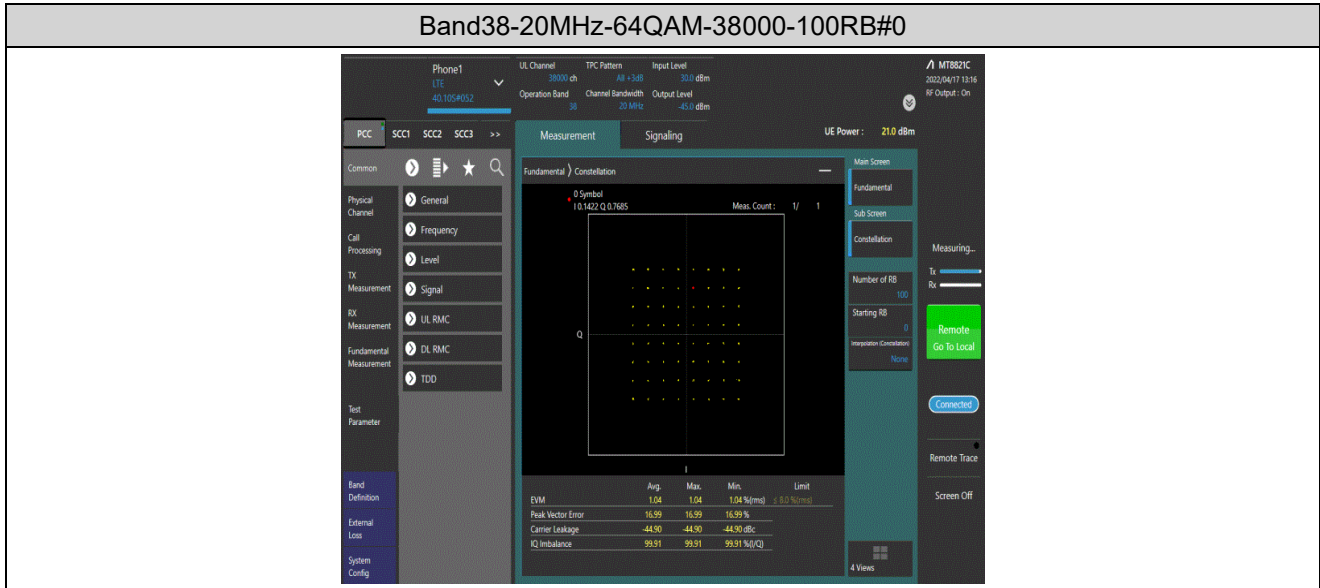 Band38-20MHz-64QAM-38000-100RB#0
Phone1
LTE
40.10S#052
UL Channel TPC Pattern Input Level
38000 ch All +3dB 30.0 dBm
Operation Band Channel Bandwidth Output Level
38 20 MHz -45.0 dBm
MT8821C
2022/04/17 13:16
RF Output : On
PCC SCC1 SCC2 SCC3 >>
Measurement Signaling UE Power : 21.0 dBm
Common
Physical
Channel
Call
Processing
TX
Measurement
RX
Measurement
Fundamental
Measurement
Test
Parameter
Band
Definition
External
Loss
System
Config
General
Frequency
Level
Signal
UL RMC
DL RMC
TDD
Fundamental Constellation
0 Symbol
I 0.1422 Q 0.7685 Meas. Count : 1/ 1
Q
I
Avg. Max. Min. Limit
EVM 1.04 1.04 1.04 %(rms) ≤ 8.0 %(rms)
Peak Vector Error 16.99 16.99 16.99 %
Carrier Leakage -44.90 -44.90 -44.90 dBc
IQ Imbalance 99.91 99.91 99.91 %(I/Q)
Main Screen
Fundamental
Sub Screen
Constellation
Number of RB
100
Starting RB
0
Interpolation (Constellation)
None
4 Views
Measuring...
Tx
Rx
Remote
Go To Local
Connected
Remote Trace
Screen Off